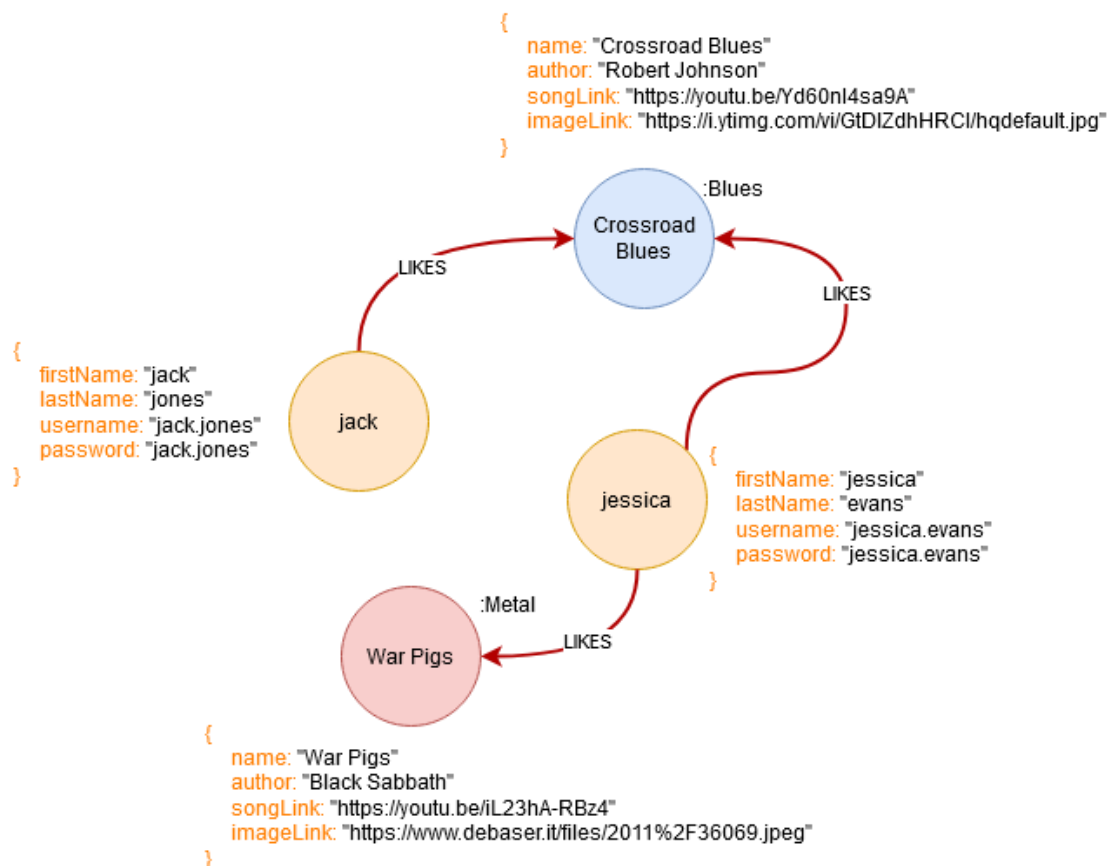 {
name: "Crossroad Blues"
author: "Robert Johnson"
songLink: "https://youtu.be/Yd60nI4sa9A"
imageLink: "https://i.ytimg.com/vi/GtDIZdhHRCI/hqdefault.jpg"
}
:Blues
Crossroad
Blues
LIKES
LIKES
{
firstName: "jack"
lastName: "jones"
username: "jack.jones"
password: "jack.jones"
}
jack
jessica
{
firstName: "jessica"
lastName: "evans"
username: "jessica.evans"
password: "jessica.evans"
}
:Metal
War Pigs
LIKES
{
name: "War Pigs"
author: "Black Sabbath"
songLink: "https://youtu.be/iL23hA-RBz4"
imageLink: "https://www.debaser.it/files/2011%2F36069.jpeg"
}